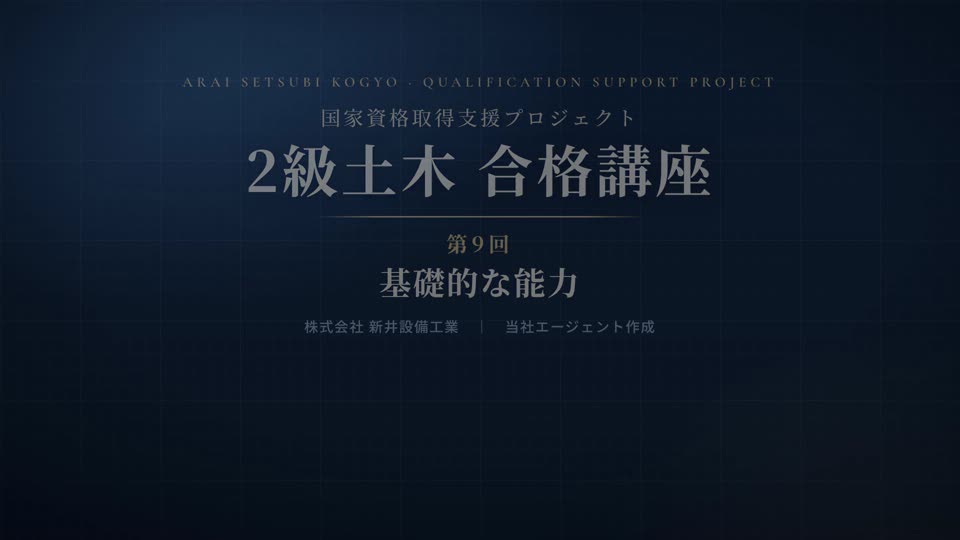 ARAI SETSUBI KOGYO · QUALIFICATION SUPPORT PROJECT
国家資格取得支援プロジェクト
2級土木 合格講座
第9回
基礎的な能力
株式会社 新井設備工業 | 当社エージェント作成